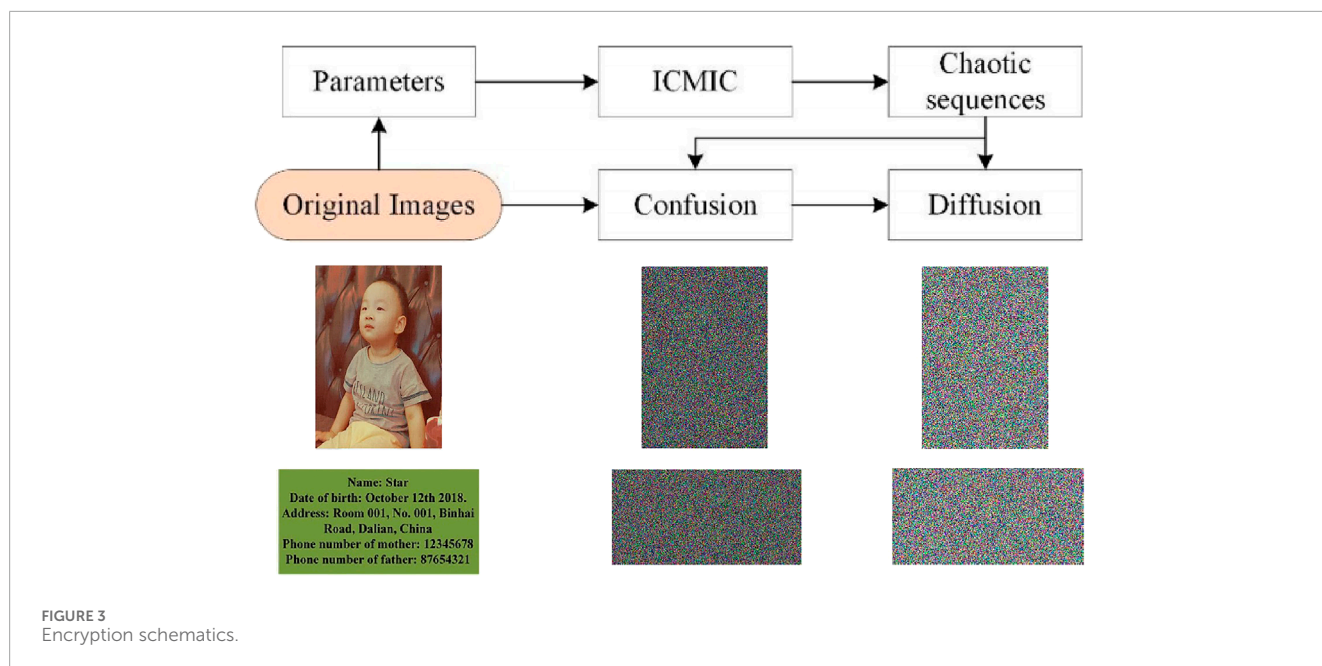 Parameters
ICMIC
Chaotic
sequences
Original Images
Confusion
Diffusion
Name: Star
Date of birth: October 12th 2018.
Address: Room 001, No. 001, Binhai
Road, Dalian, China
Phone number of mother: 12345678
Phone number of father: 87654321
FIGURE 3
Encryption schematics.